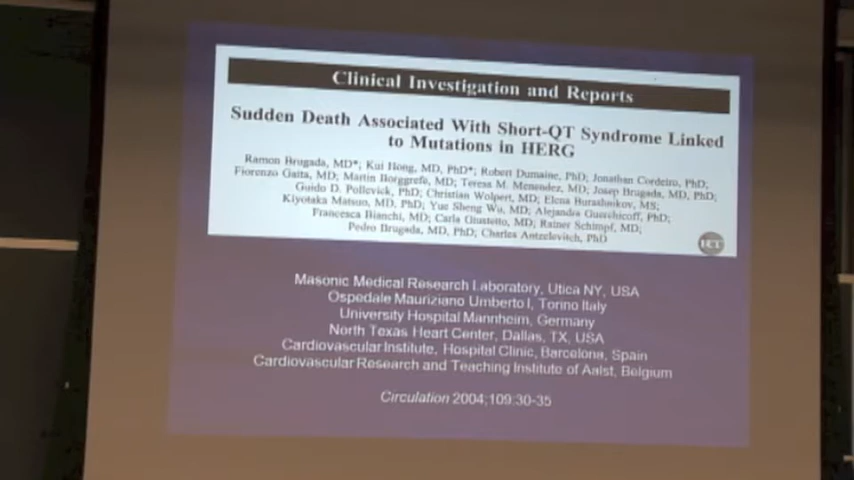 Clinical Investigation and Reports
Sudden Death Associated With Short-QT Syndrome Linked
to Mutations in HERG
Ramon Brugada, MD*; Kui Hong, MD, PhD*; Robert Dumaine, PhD; Jonathan Cordeiro, PhD;
Fiorenzo Gaita, MD; Martin Borggrefe, MD; Teresa M. Menendez, MD; Josep Brugada, MD, PhD;
Guido D. Pollevick, PhD; Christian Wolpert, MD; Elena Burashnikov, MS;
Kiyotaka Matsuo, MD, PhD; Yue Sheng Wu, MD; Alejandra Guerchicoff, PhD;
Francesca Bianchi, MD; Carla Giustetto, MD; Rainer Schimpf, MD;
Pedro Brugada, MD, PhD; Charles Antzelevitch, PhD
Masonic Medical Research Laboratory, Utica NY, USA
Ospedale Mauriziano Umberto I, Torino Italy
University Hospital Mannheim, Germany
North Texas Heart Center, Dallas, TX, USA
Cardiovascular Institute, Hospital Clinic, Barcelona, Spain
Cardiovascular Research and Teaching Institute of Aalst, Belgium
Circulation 2004;109:30-35